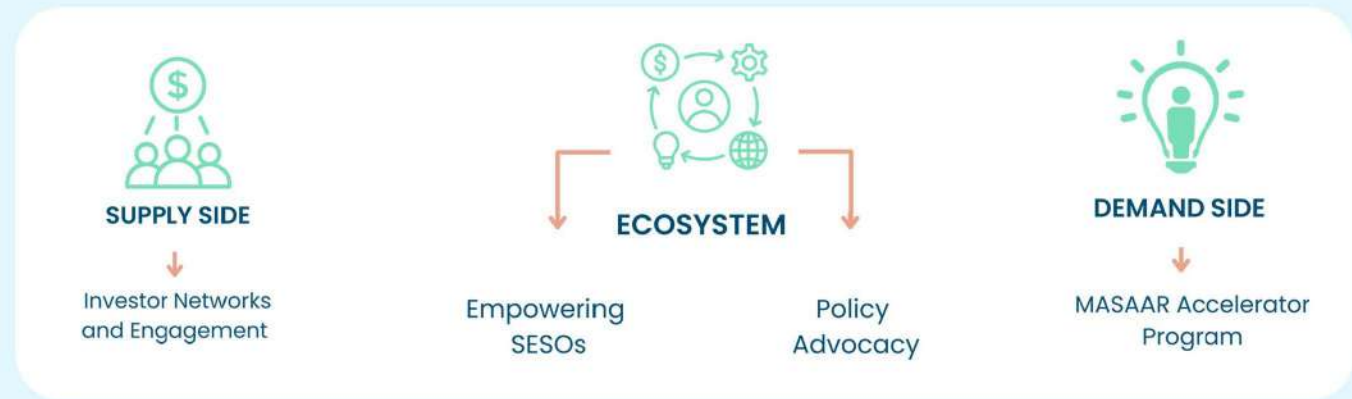 $
SUPPLY SIDE
Investor Networks
and Engagement
$
ECOSYSTEM
Empowering
SESOs
Policy
Advocacy
DEMAND SIDE
MASAAR Accelerator
Program